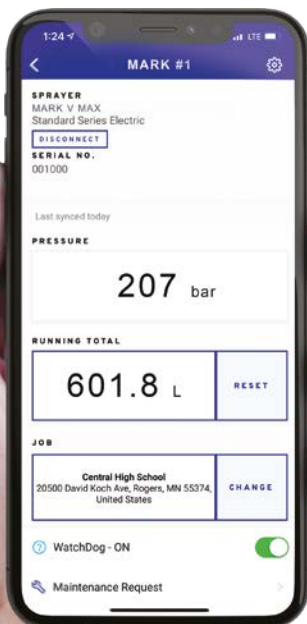 1:24
LTE
MARK #1
SPRAYER
MARK V MAX
Standard Series Electric
DISCONNECT
SERIAL NO.
001000
Last synced today
PRESSURE
207 bar
RUNNING TOTAL
601.8 L
RESET
JOB
Central High School
20500 David Koch Ave, Rogers, MN 55374,
United States
CHANGE
WatchDog - ON
Maintenance Request